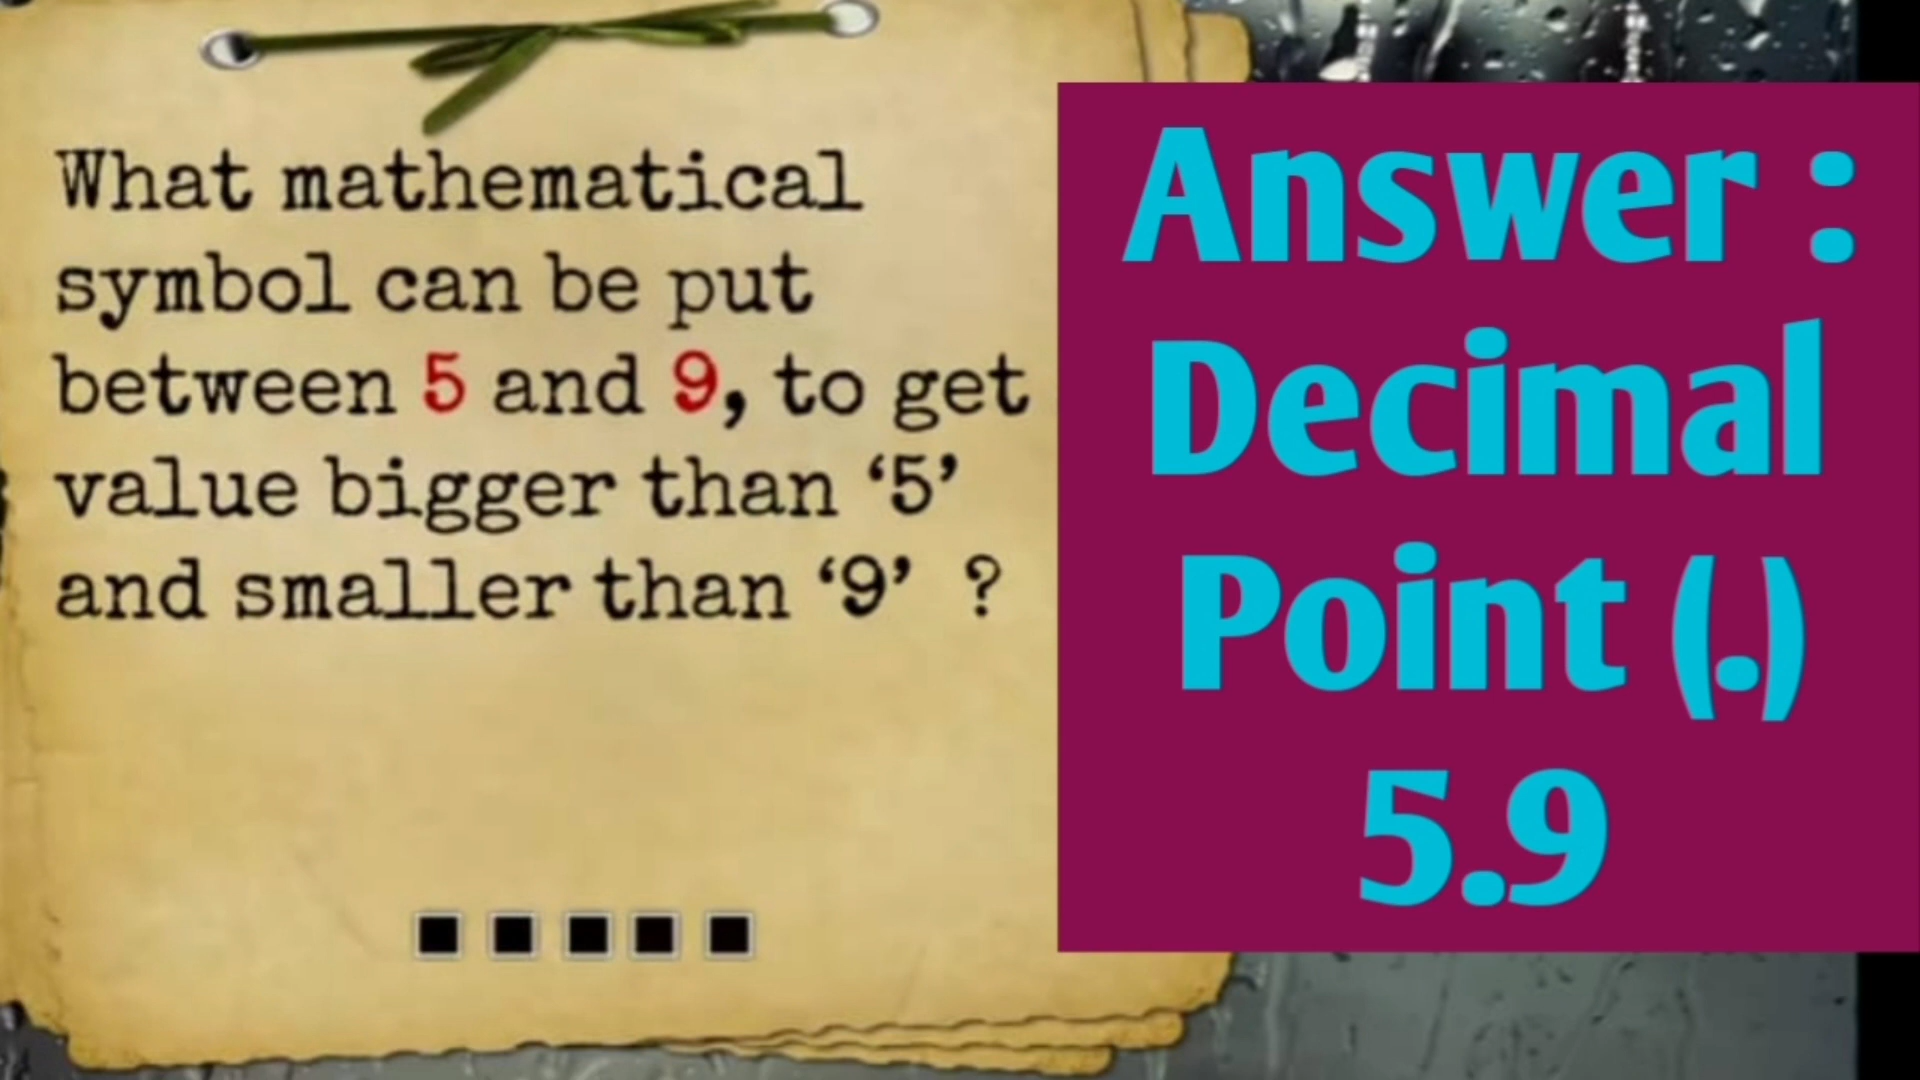 What mathematical
symbol can be put
between 5 and 9, to get
value bigger than ‘5’
and smaller than ‘9’ ?
Answer :
Decimal
Point (.)
5.9